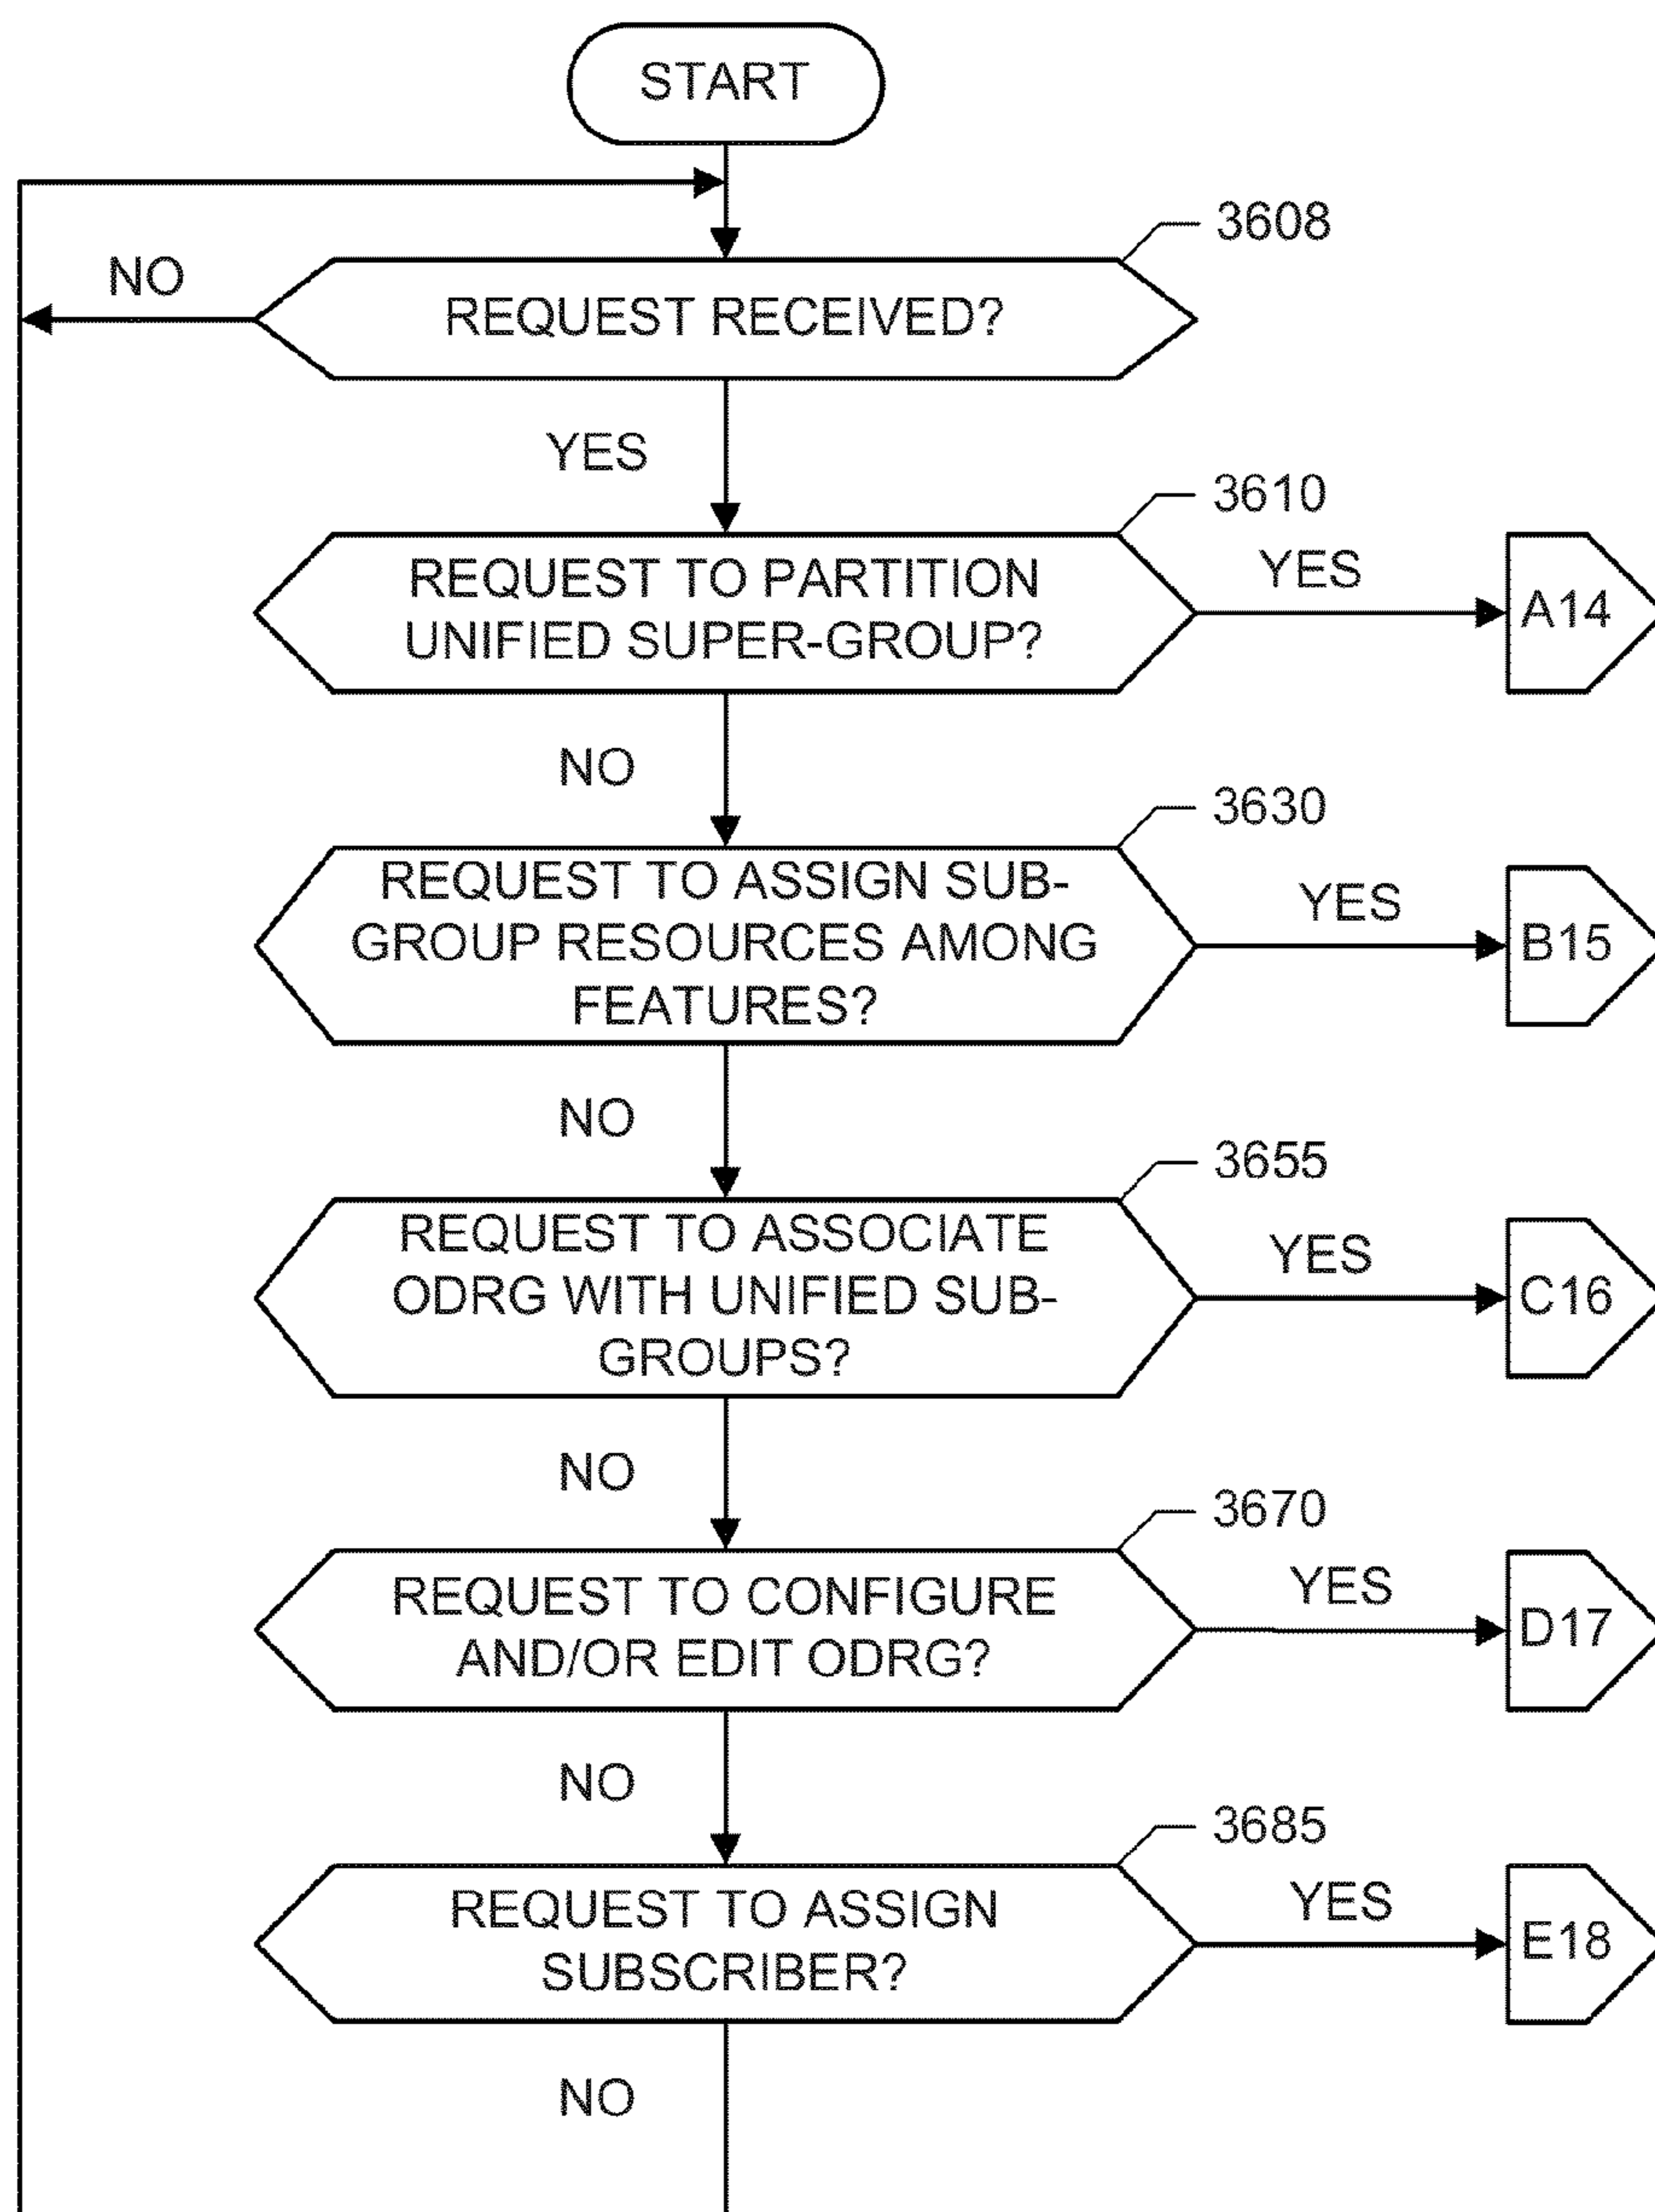 START
3608
NO
REQUEST RECEIVED?
YES
3610
REQUEST TO PARTITION
UNIFIED SUPER-GROUP?
YES
A14
NO
3630
REQUEST TO ASSIGN SUB-
GROUP RESOURCES AMONG
FEATURES?
YES
B15
NO
3655
REQUEST TO ASSOCIATE
ODRG WITH UNIFIED SUB-
GROUPS?
YES
C16
NO
3670
REQUEST TO CONFIGURE
AND/OR EDIT ODRG?
YES
D17
NO
3685
REQUEST TO ASSIGN
SUBSCRIBER?
YES
E18
NO